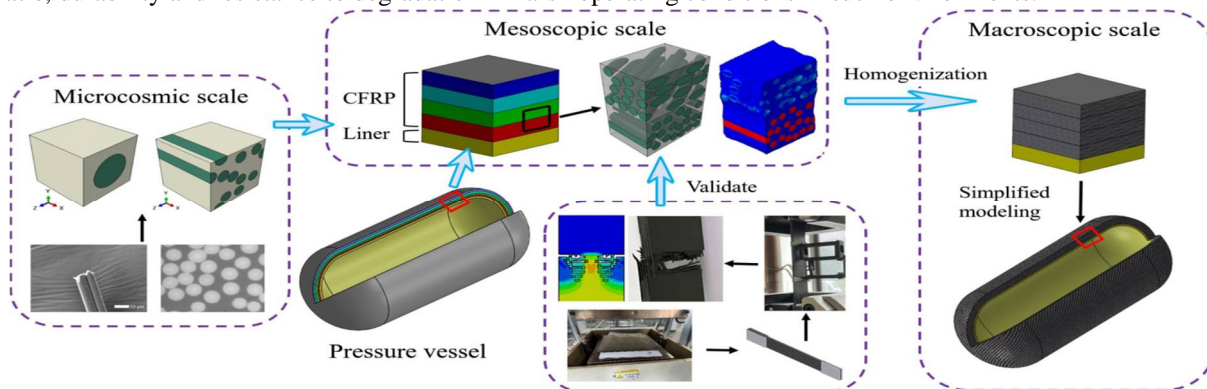 Mesoscopic scale
Macroscopic scale
Microcosmic scale
CFRP
Liner
Homogenization
Validate
Simplified
modeling
Pressure vessel
Y
Z
X
Y
Z
X